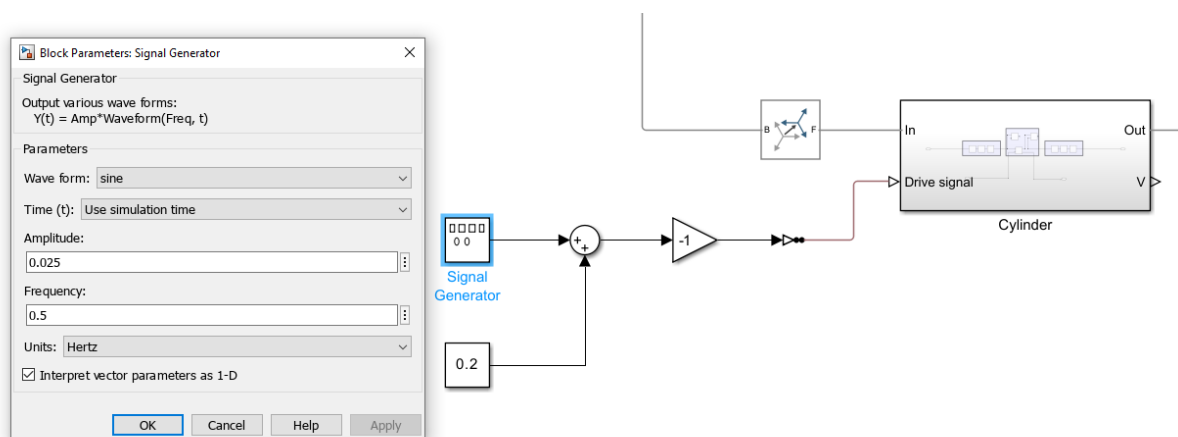 Block Parameters: Signal Generator
Signal Generator
Output various wave forms:
Y(t) = Amp*Waveform(Freq, t)
Parameters
Wave form: sine
Time (t): Use simulation time
Amplitude:
0.025
Frequency:
0.5
Units: Hertz
Interpret vector parameters as 1-D
OK Cancel Help Apply
B F
In Out
Drive signal V
Cylinder
-1
Signal
Generator
0.2